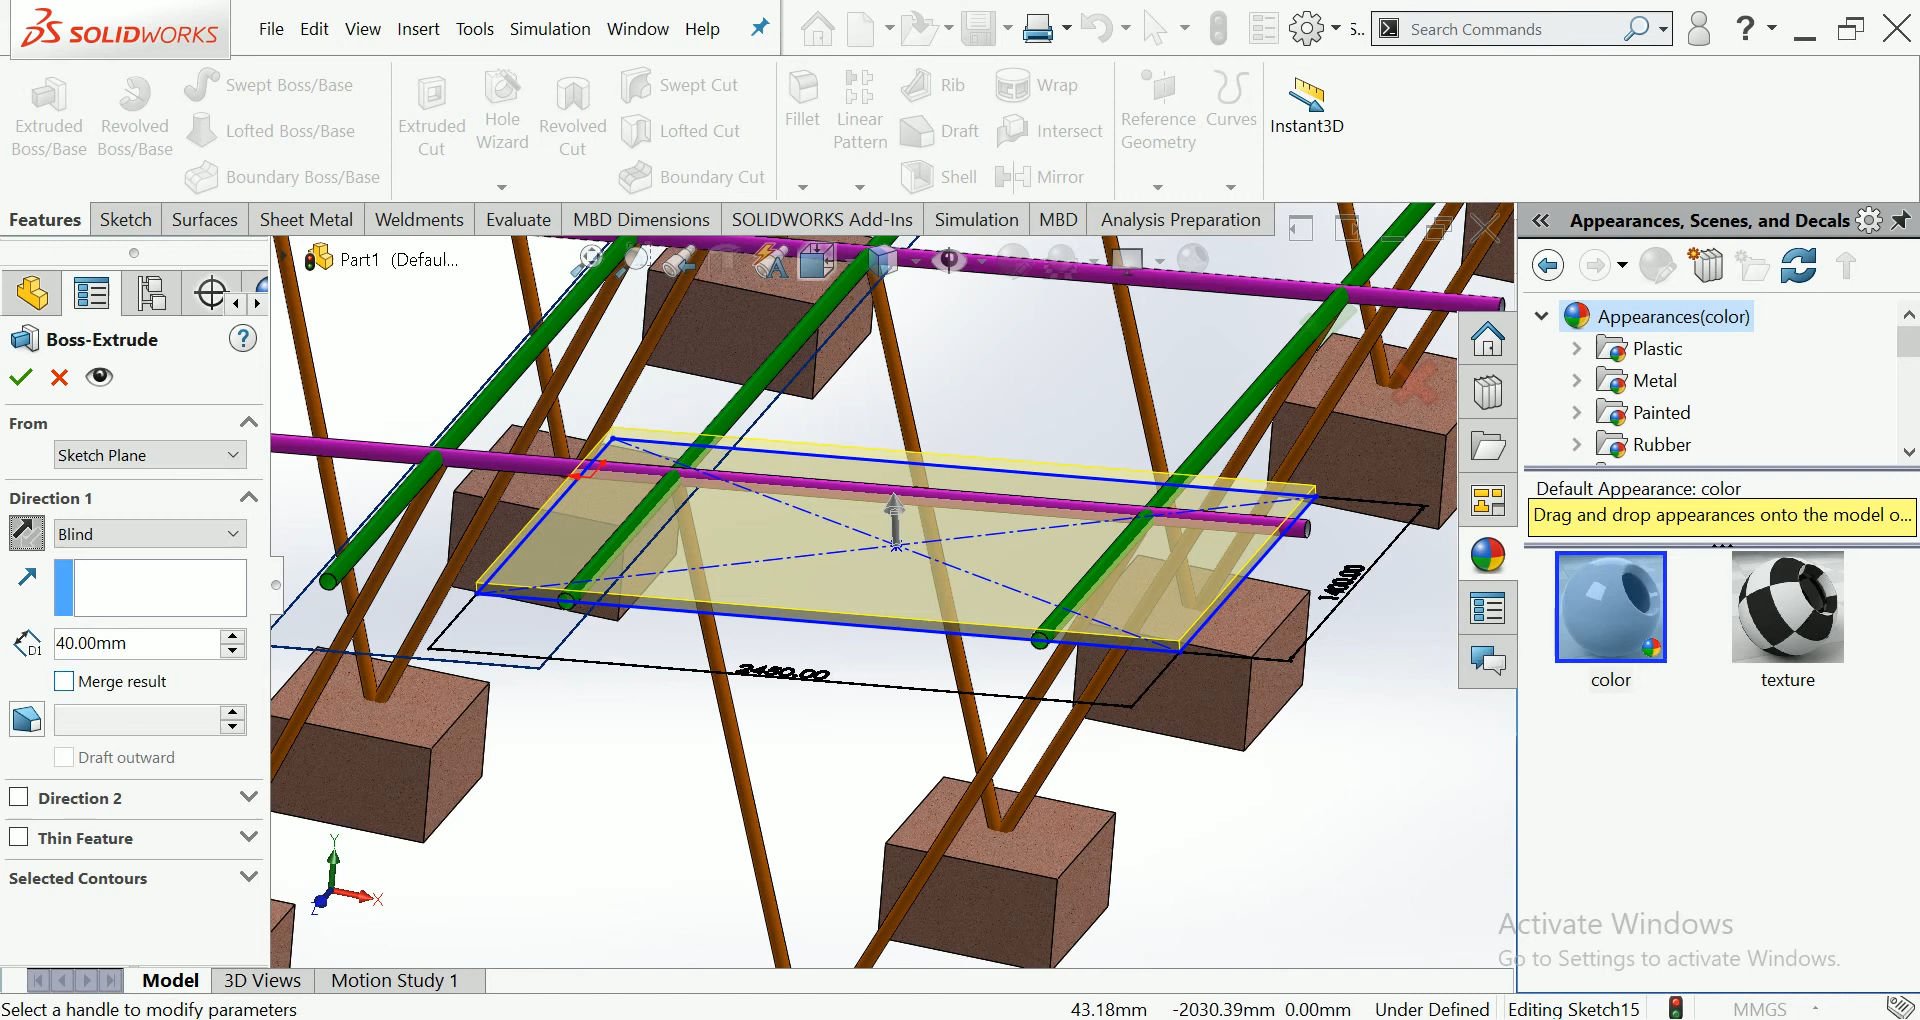 SOLIDWORKS
File Edit View Insert Tools Simulation Window Help
S..
Search Commands
?
Extruded Boss/Base
Revolved Boss/Base
Swept Boss/Base
Lofted Boss/Base
Boundary Boss/Base
Extruded Cut
Hole Wizard
Revolved Cut
Swept Cut
Lofted Cut
Boundary Cut
Fillet
Linear Pattern
Rib
Draft
Shell
Wrap
Intersect
Mirror
Reference Geometry
Curves
Instant3D
Features Sketch Surfaces Sheet Metal Weldments Evaluate MBD Dimensions SOLIDWORKS Add-Ins Simulation MBD Analysis Preparation
Part1 (Defaul...
Boss-Extrude
?
From
Sketch Plane
Direction 1
Blind
D1
40.00mm
Merge result
Draft outward
Direction 2
Thin Feature
Selected Contours
2480.00
1400.00
Y
X
Z
Appearances, Scenes, and Decals
Appearances(color)
Plastic
Metal
Painted
Rubber
Default Appearance: color
Drag and drop appearances onto the model o...
color
texture
Activate Windows
Go to Settings to activate Windows.
Model 3D Views Motion Study 1
Select a handle to modify parameters
43.18mm -2030.39mm 0.00mm Under Defined Editing Sketch15 MMGS